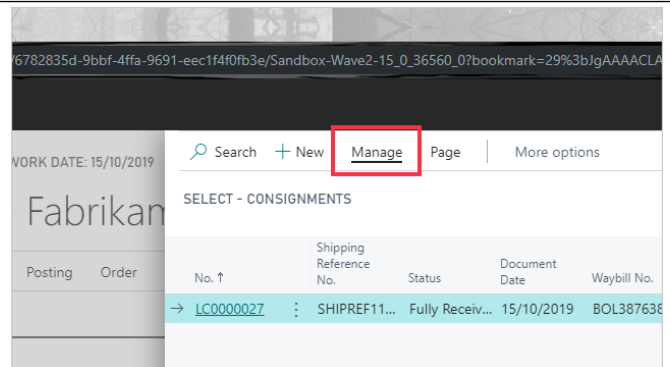 /6782835d-9bbf-4ffa-9691-eec1f4f0fb3e/Sandbox-Wave2-15_0_36560_0?bookmark=29%3bJgAAAACLA
WORK DATE: 15/10/2019
Search + New Manage Page More options
Fabrikam
SELECT - CONSIGNMENTS
Posting Order
No. ↑ Shipping Reference No. Status Document Date Waybill No.
→ LC0000027 ⋮ SHIPREF11... Fully Receiv... 15/10/2019 BOL387638